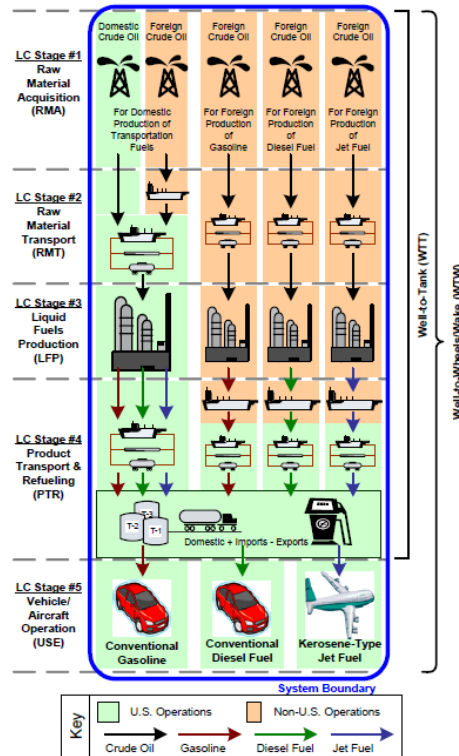 Domestic
Crude Oil
Foreign
Crude Oil
Foreign
Crude Oil
Foreign
Crude Oil
Foreign
Crude Oil
LC Stage #1
Raw
Material
Acquisition
(RMA)
For Domestic
Production of
Transportation
Fuels
For Foreign
Production
of
Gasoline
For Foreign
Production
of
Diesel Fuel
For Foreign
Production
of
Jet Fuel
LC Stage #2
Raw
Material
Transport
(RMT)
LC Stage #3
Liquid
Fuels
Production
(LFP)
LC Stage #4
Product
Transport &
Refueling
(PTR)
T-3
T-2
T-1
Domestic + Imports - Exports
LC Stage #5
Vehicle/
Aircraft
Operation
(USE)
Conventional
Gasoline
Conventional
Diesel Fuel
Kerosene-Type
Jet Fuel
Well-to-Tank (WTT)
Well-to-Wheels/Wake (WTW)
System Boundary
Key
U.S. Operations
Non-U.S. Operations
Crude Oil
Gasoline
Diesel Fuel
Jet Fuel